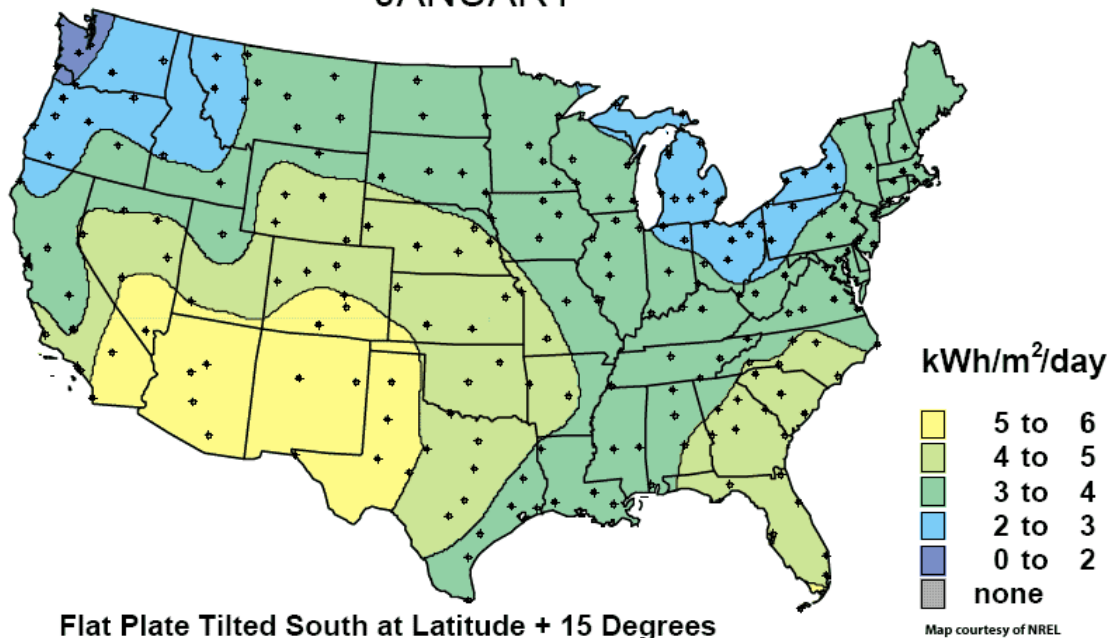 JANUARY
kWh/m²/day
5 to 6
4 to 5
3 to 4
2 to 3
0 to 2
none
Flat Plate Tilted South at Latitude + 15 Degrees
Map courtesy of NREL